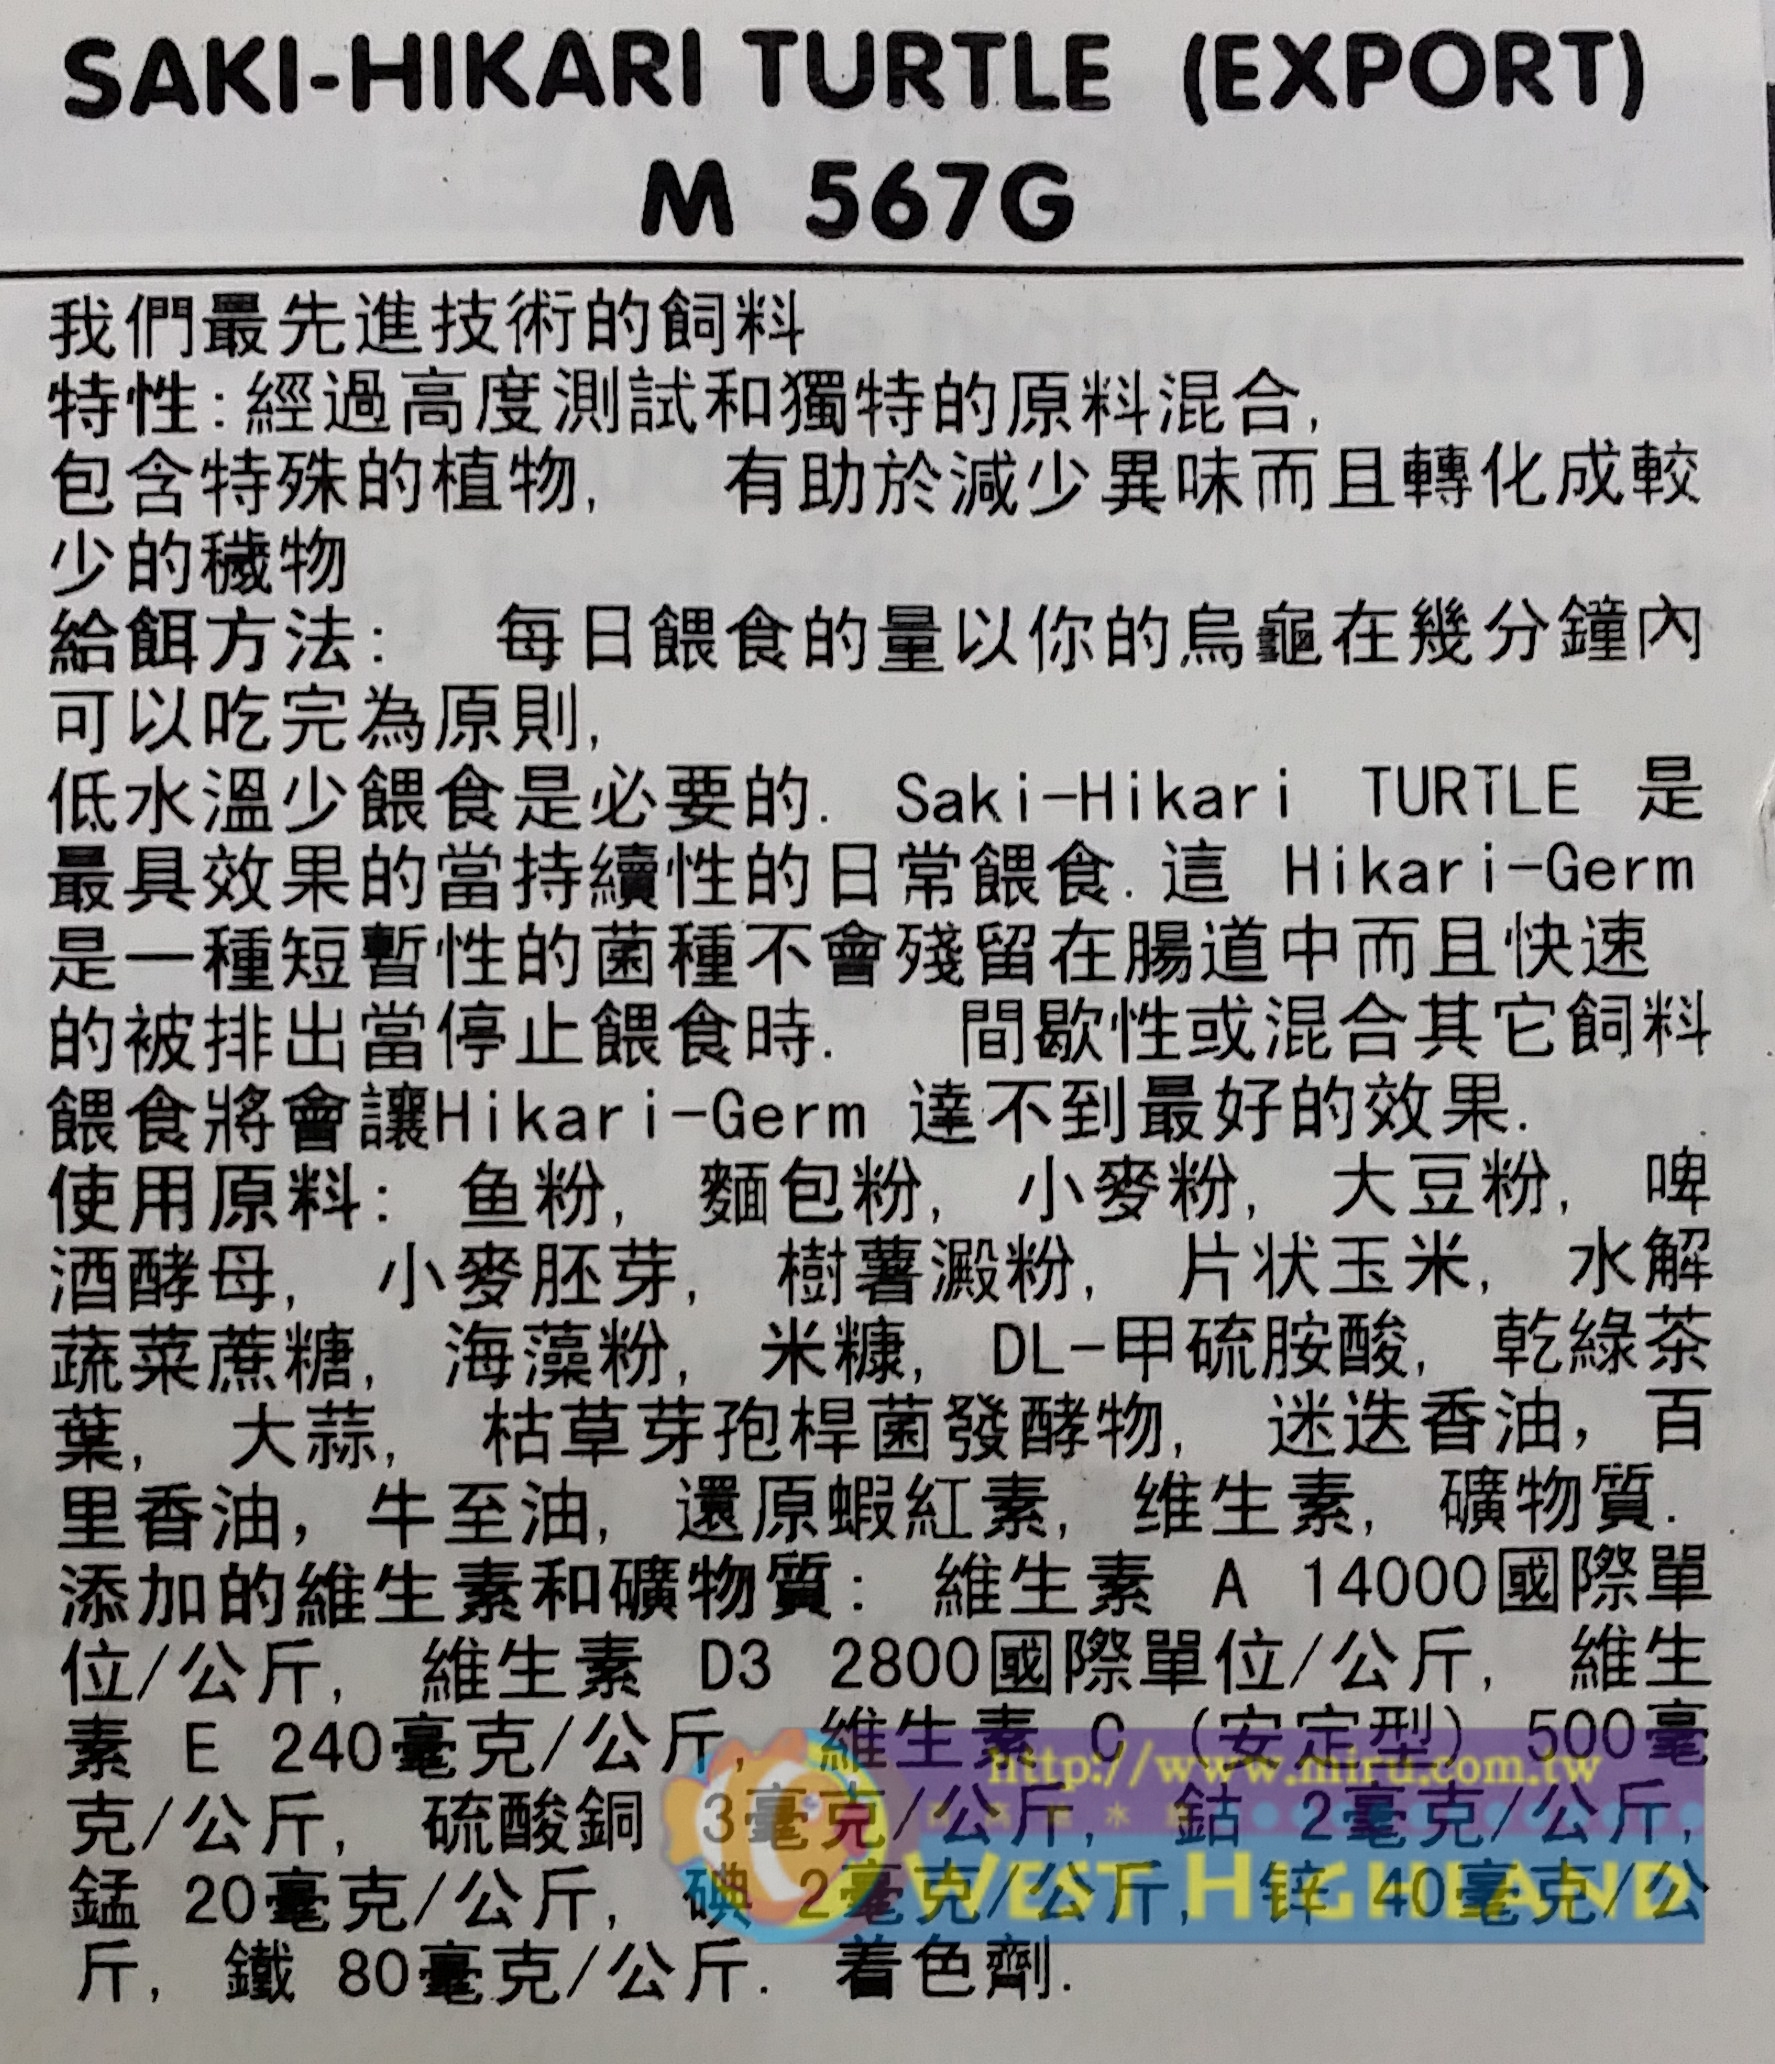 SAKI-HIKARI TURTLE (EXPORT)
M 567G
我們最先進技術的飼料
特性:經過高度測試和獨特的原料混合,
包含特殊的植物, 有助於減少異味而且轉化成較
少的穢物
給餌方法: 每日餵食的量以你的烏龜在幾分鐘內
可以吃完為原則,
低水溫少餵食是必要的. Saki-Hikari TURTLE 是
最具效果的當持續性的日常餵食.這 Hikari-Germ
是一種短暫性的菌種不會殘留在腸道中而且快速
的被排出當停止餵食時. 間歇性或混合其它飼料
餵食將會讓Hikari-Germ 達不到最好的效果.
使用原料: 鱼粉, 麵包粉, 小麥粉, 大豆粉, 啤
酒酵母, 小麥胚芽, 樹薯澱粉, 片状玉米, 水解
蔬菜蔗糖, 海藻粉, 米糠, DL-甲硫胺酸, 乾綠茶
葉, 大蒜, 枯草芽孢桿菌發酵物, 迷迭香油, 百
里香油, 牛至油, 還原蝦紅素, 维生素, 礦物質.
添加的維生素和礦物質: 維生素 A 14000國際單
位/公斤, 維生素 D3 2800國際單位/公斤, 維生
素 E 240毫克/公斤, 維生素 C (安定型) 500毫
克/公斤, 硫酸銅 3毫克/公斤, 鈷 2毫克/公斤,
錳 20毫克/公斤, 碘 2毫克/公斤, 锌 40毫克/公
斤, 鐵 80毫克/公斤. 着色劑.
http://www.miru.com.tw
WEST HIGHLAND